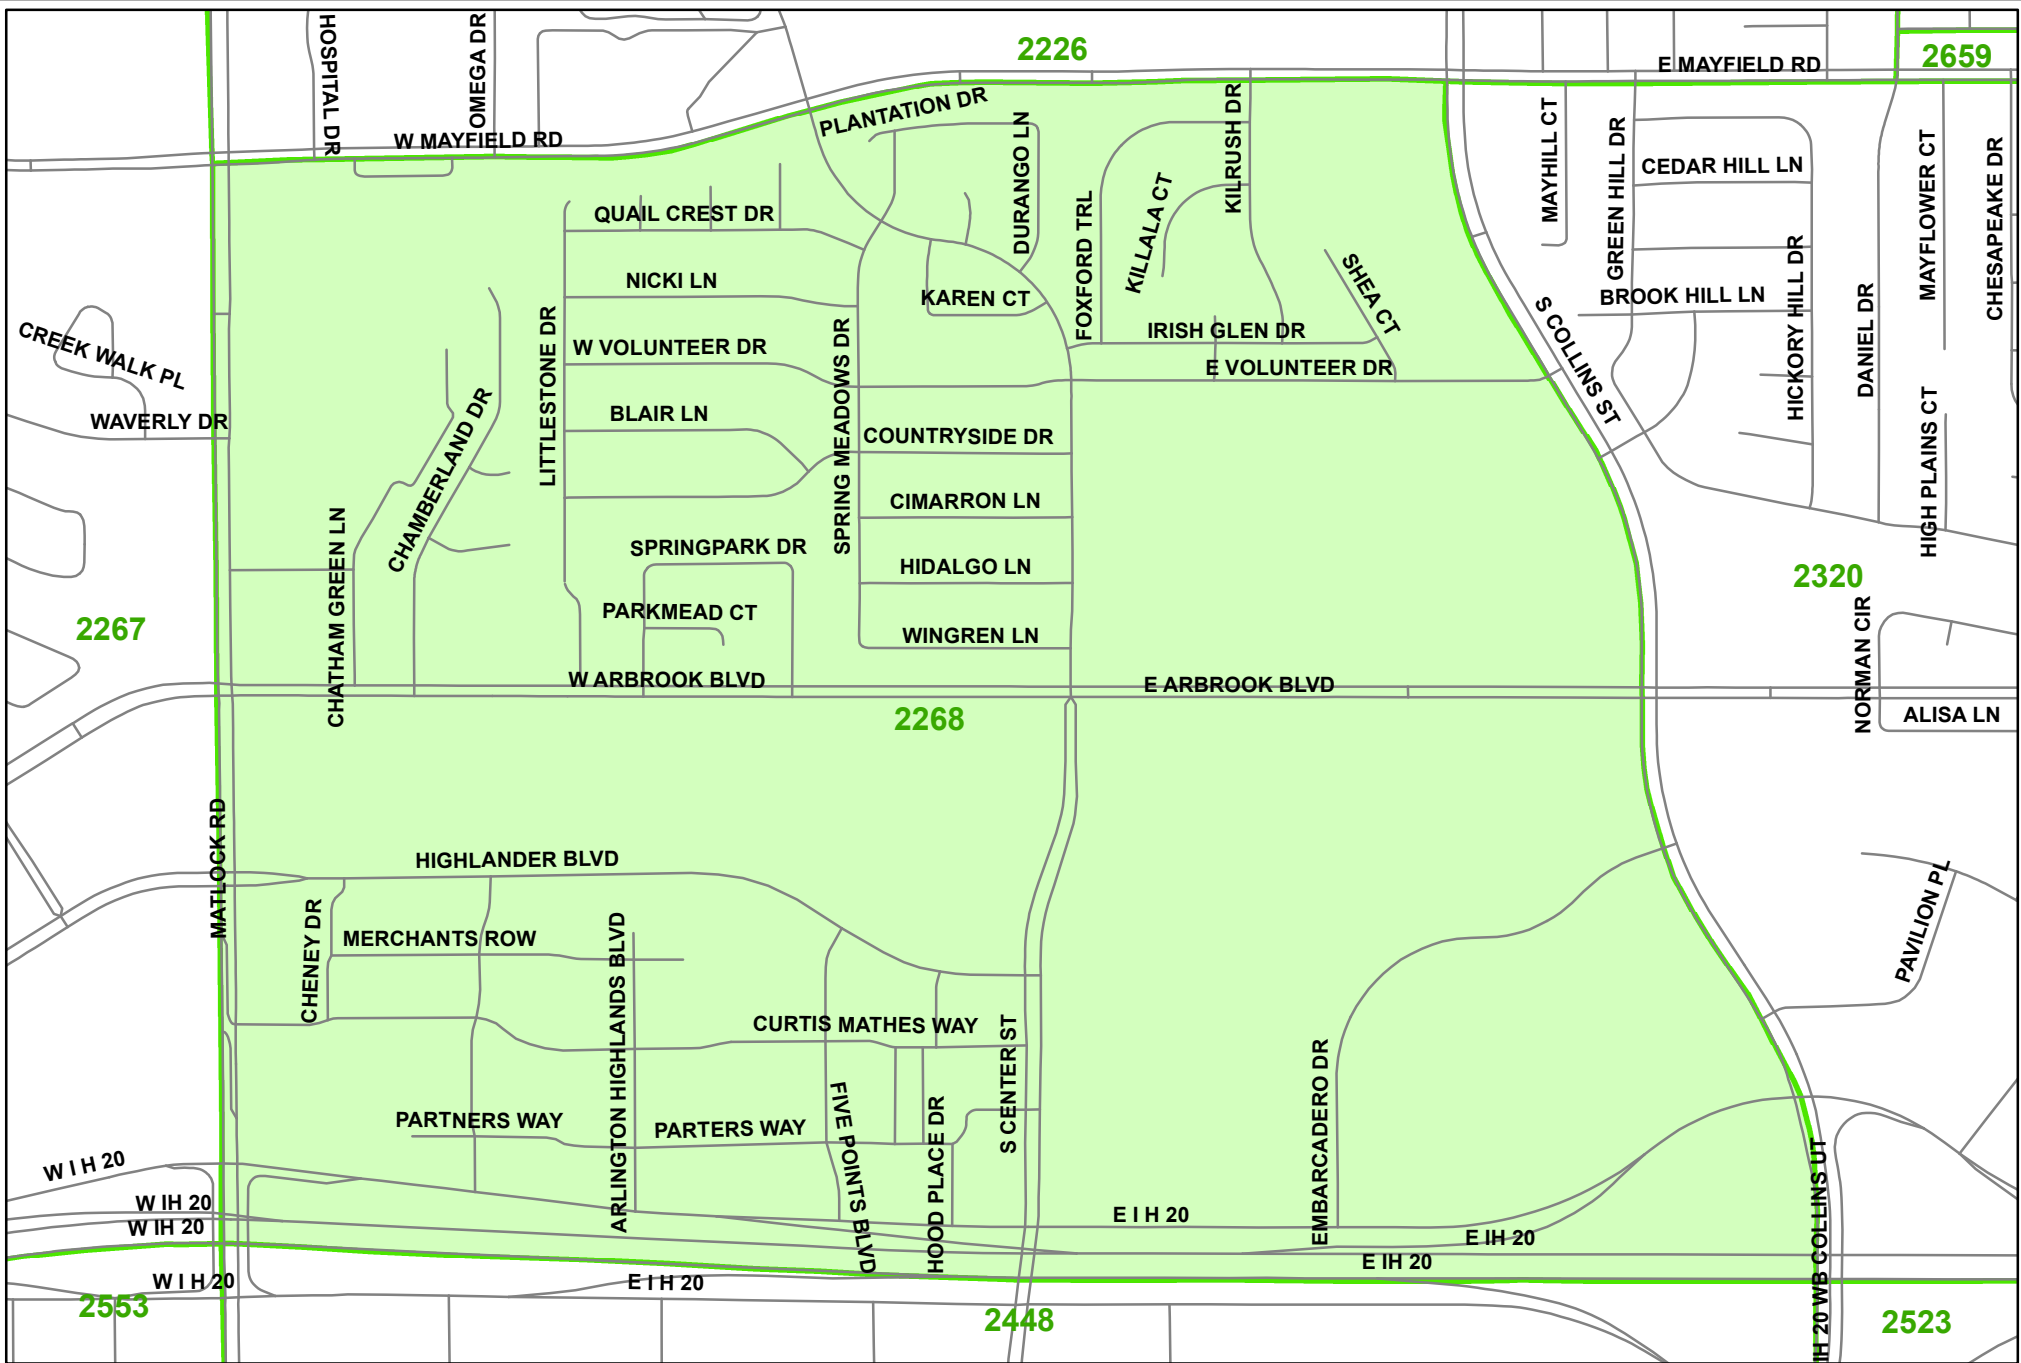 HOSPITAL DR
OMEGA DR
2226
E MAYFIELD RD
2659
W MAYFIELD RD
PLANTATION DR
DURANGO LN
KILRUSH DR
MAYHILL CT
GREEN HILL DR
CEDAR HILL LN
MAYFLOWER CT
CHESAPEAKE DR
QUAIL CREST DR
FOXFORD TRL
KILLALA CT
SHEA CT
HICKORY HILL DR
NICKI LN
KAREN CT
BROOK HILL LN
DANIEL DR
CREEK WALK PL
LITTLESTONE DR
W VOLUNTEER DR
SPRING MEADOWS DR
IRISH GLEN DR
E VOLUNTEER DR
S COLLINS ST
WAVERLY DR
CHAMBERLAND DR
BLAIR LN
COUNTRYSIDE DR
HIGH PLAINS CT
CIMARRON LN
CHATHAM GREEN LN
SPRINGPARK DR
HIDALGO LN
2320
2267
PARKMEAD CT
WINGREN LN
NORMAN CIR
W ARBROOK BLVD
E ARBROOK BLVD
2268
ALISA LN
MATLOCK RD
HIGHLANDER BLVD
PAVILION PL
CHENEY DR
MERCHANTS ROW
ARLINGTON HIGHLANDS BLVD
CURTIS MATHES WAY
S CENTER ST
EMBARCADERO DR
PARTNERS WAY
PARTERS WAY
FIVE POINTS BLVD
HOOD PLACE DR
W I H 20
W IH 20
W IH 20
E I H 20
E IH 20
E IH 20
IH 20 WB COLLINS UT
W I H 20
E I H 20
2553
2448
2523